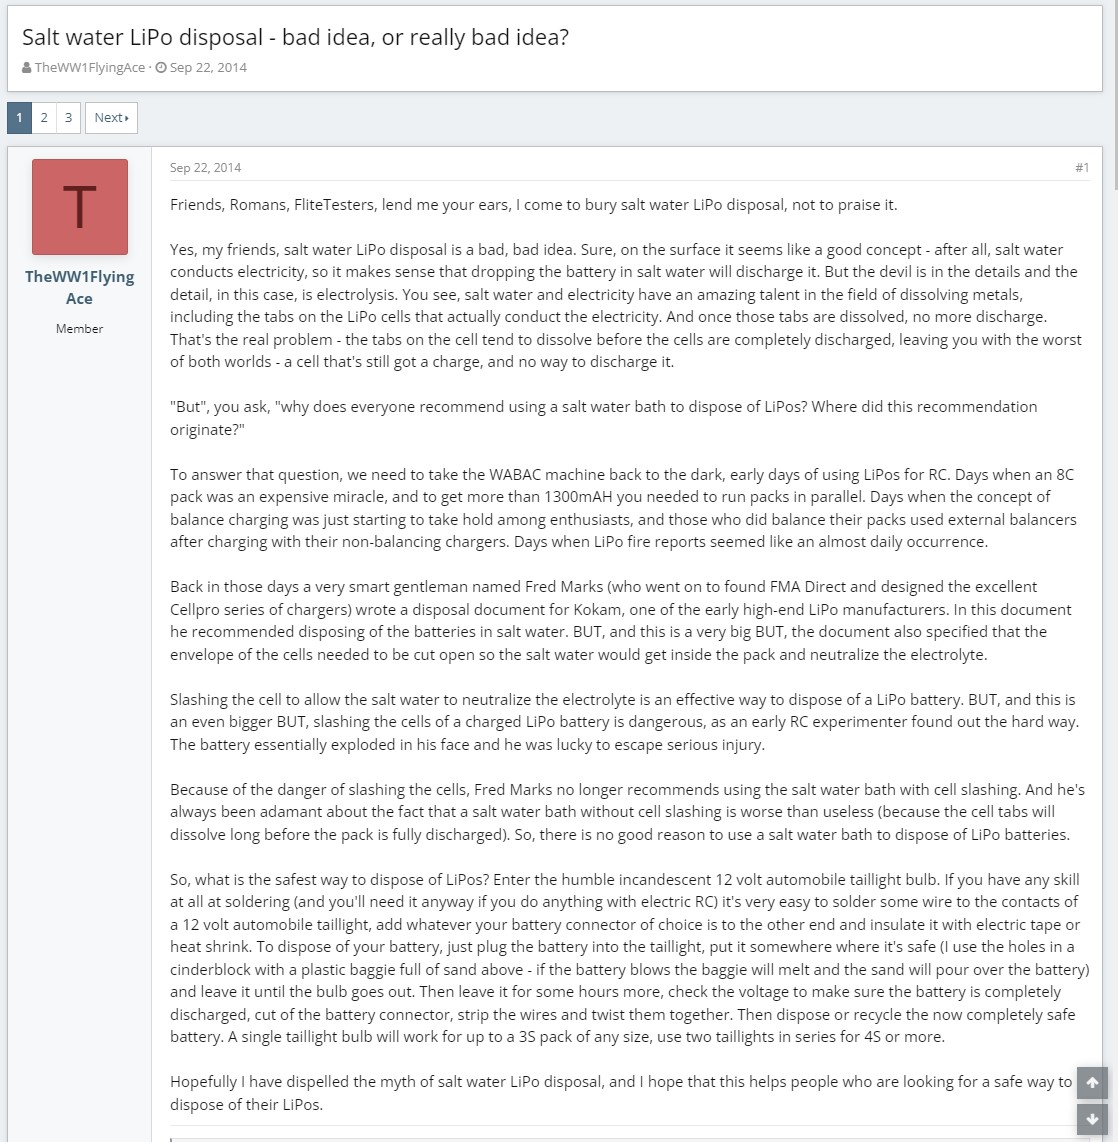 Salt water LiPo disposal - bad idea, or really bad idea?
TheWW1FlyingAce · Sep 22, 2014
1 2 3 Next
Sep 22, 2014 #1
T
TheWW1Flying
Ace
Member
Friends, Romans, FliteTesters, lend me your ears, I come to bury salt water LiPo disposal, not to praise it.
Yes, my friends, salt water LiPo disposal is a bad, bad idea. Sure, on the surface it seems like a good concept - after all, salt water
conducts electricity, so it makes sense that dropping the battery in salt water will discharge it. But the devil is in the details and the
detail, in this case, is electrolysis. You see, salt water and electricity have an amazing talent in the field of dissolving metals,
including the tabs on the LiPo cells that actually conduct the electricity. And once those tabs are dissolved, no more discharge.
That's the real problem - the tabs on the cell tend to dissolve before the cells are completely discharged, leaving you with the worst
of both worlds - a cell that's still got a charge, and no way to discharge it.
"But", you ask, "why does everyone recommend using a salt water bath to dispose of LiPos? Where did this recommendation
originate?"
To answer that question, we need to take the WABAC machine back to the dark, early days of using LiPos for RC. Days when an 8C
pack was an expensive miracle, and to get more than 1300mAH you needed to run packs in parallel. Days when the concept of
balance charging was just starting to take hold among enthusiasts, and those who did balance their packs used external balancers
after charging with their non-balancing chargers. Days when LiPo fire reports seemed like an almost daily occurrence.
Back in those days a very smart gentleman named Fred Marks (who went on to found FMA Direct and designed the excellent
Cellpro series of chargers) wrote a disposal document for Kokam, one of the early high-end LiPo manufacturers. In this document
he recommended disposing of the batteries in salt water. BUT, and this is a very big BUT, the document also specified that the
envelope of the cells needed to be cut open so the salt water would get inside the pack and neutralize the electrolyte.
Slashing the cell to allow the salt water to neutralize the electrolyte is an effective way to dispose of a LiPo battery. BUT, and this is
an even bigger BUT, slashing the cells of a charged LiPo battery is dangerous, as an early RC experimenter found out the hard way.
The battery essentially exploded in his face and he was lucky to escape serious injury.
Because of the danger of slashing the cells, Fred Marks no longer recommends using the salt water bath with cell slashing. And he's
always been adamant about the fact that a salt water bath without cell slashing is worse than useless (because the cell tabs will
dissolve long before the pack is fully discharged). So, there is no good reason to use a salt water bath to dispose of LiPo batteries.
So, what is the safest way to dispose of LiPos? Enter the humble incandescent 12 volt automobile taillight bulb. If you have any skill
at all at soldering (and you'll need it anyway if you do anything with electric RC) it's very easy to solder some wire to the contacts of
a 12 volt automobile taillight, add whatever your battery connector of choice is to the other end and insulate it with electric tape or
heat shrink. To dispose of your battery, just plug the battery into the taillight, put it somewhere where it's safe (I use the holes in a
cinderblock with a plastic baggie full of sand above - if the battery blows the baggie will melt and the sand will pour over the battery)
and leave it until the bulb goes out. Then leave it for some hours more, check the voltage to make sure the battery is completely
discharged, cut of the battery connector, strip the wires and twist them together. Then dispose or recycle the now completely safe
battery. A single taillight bulb will work for up to a 3S pack of any size, use two taillights in series for 4S or more.
Hopefully I have dispelled the myth of salt water LiPo disposal, and I hope that this helps people who are looking for a safe way to
dispose of their LiPos.